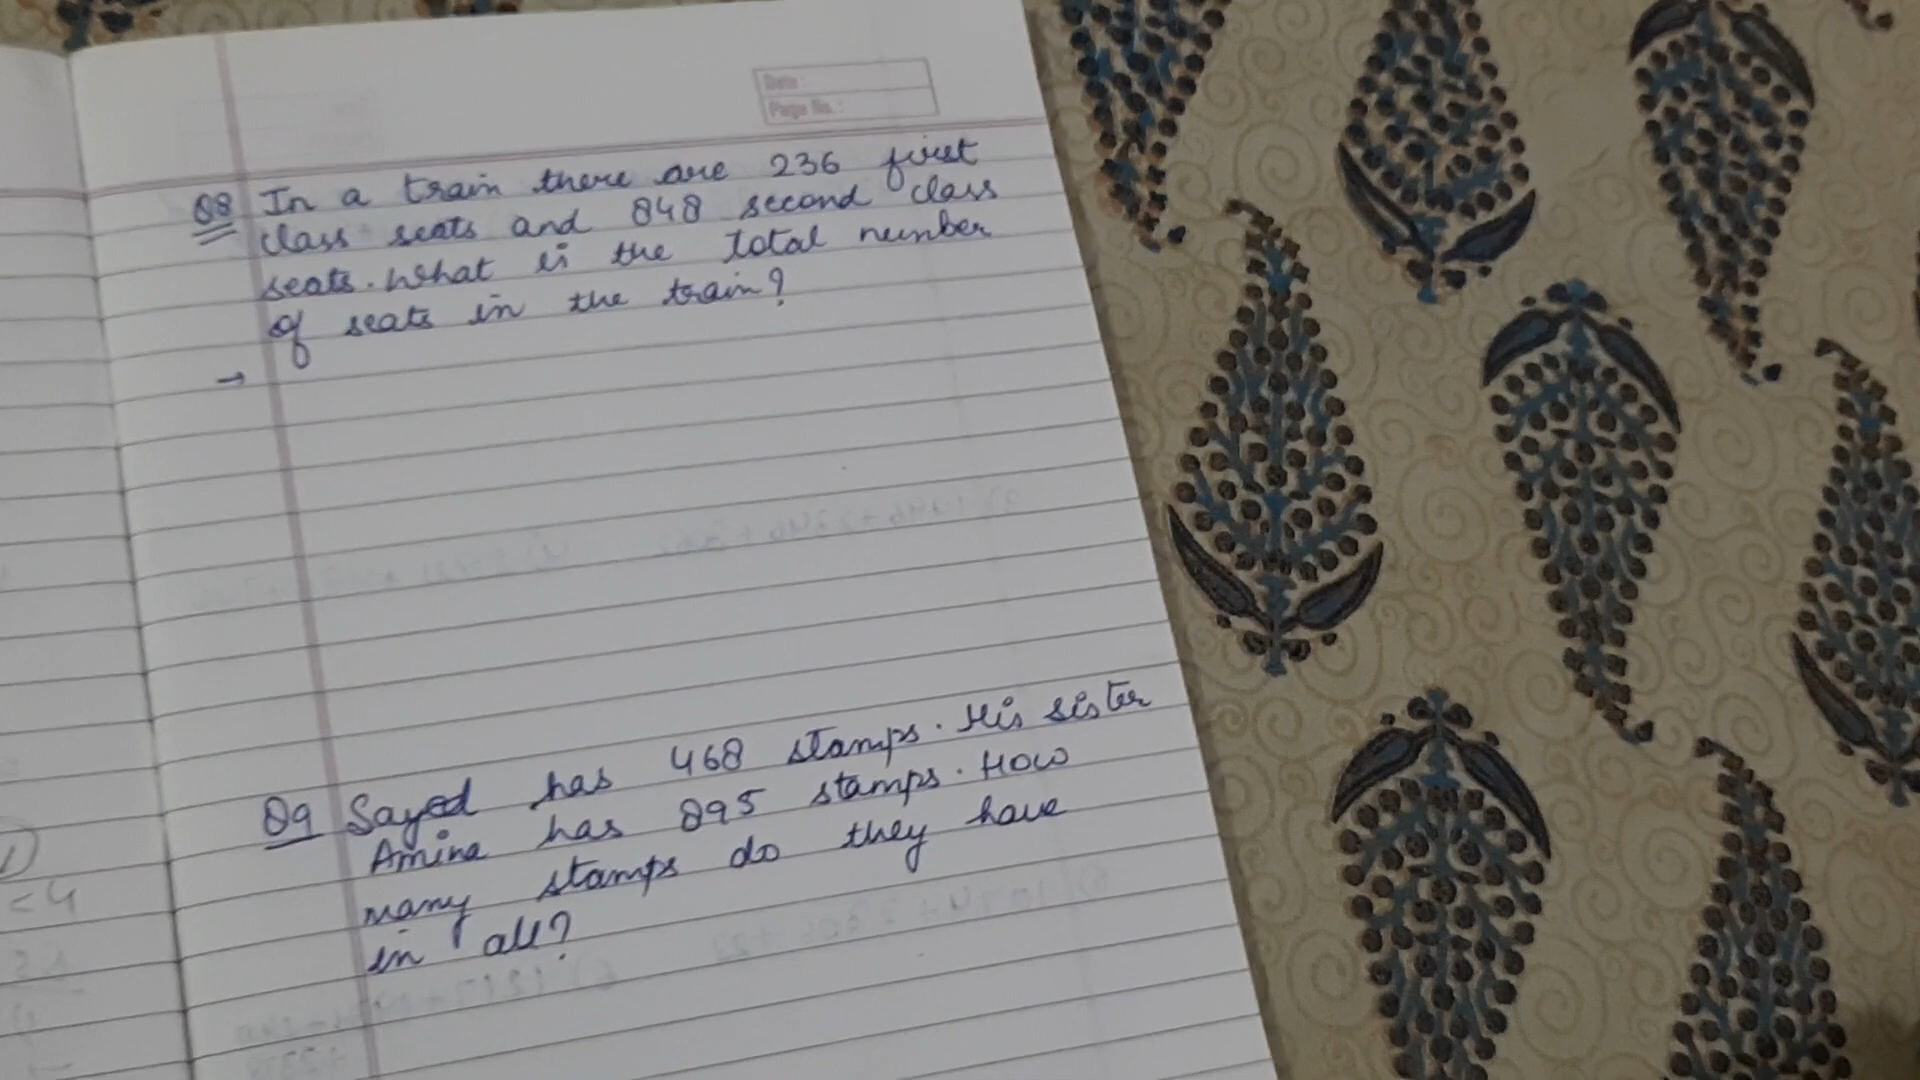 Date:
Page No.:
Q8 In a train there are 236 first
class seats and 848 second class
seats. What is the total number
of seats in the train?
→
Q9 Sayed has 468 stamps. His sister
Amina has 895 stamps. How
many stamps do they have
in all?